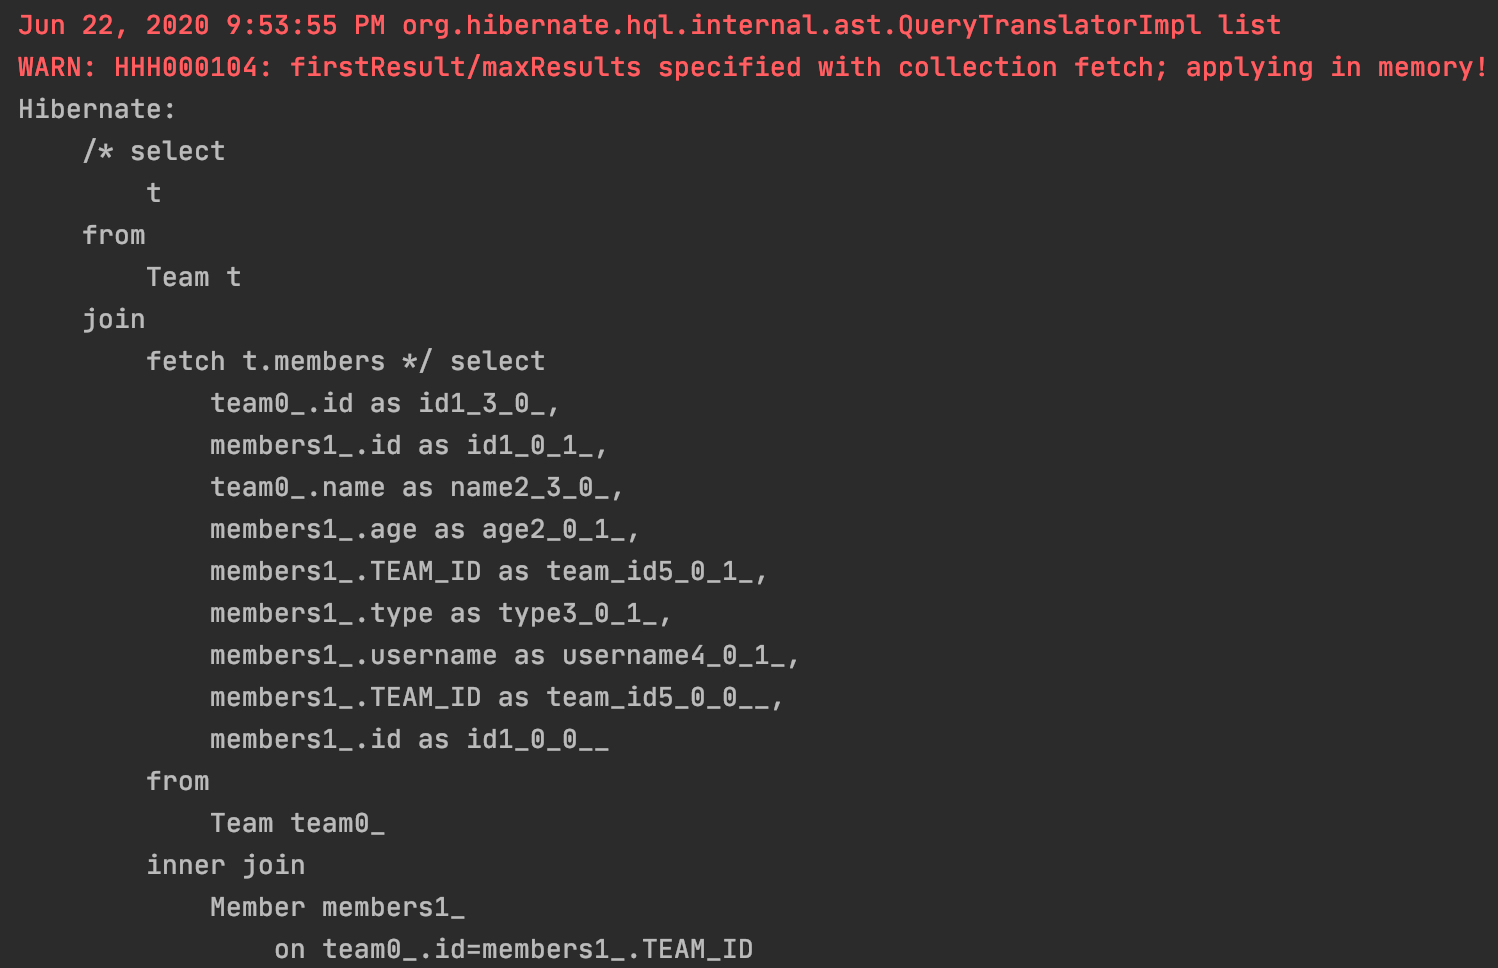 Jun 22, 2020 9:53:55 PM org.hibernate.hql.internal.ast.QueryTranslatorImpl list
WARN: HHH000104: firstResult/maxResults specified with collection fetch; applying in memory!
Hibernate:
    /* select
        t
    from
        Team t
    join
        fetch t.members */ select
            team0_.id as id1_3_0_,
            members1_.id as id1_0_1_,
            team0_.name as name2_3_0_,
            members1_.age as age2_0_1_,
            members1_.TEAM_ID as team_id5_0_1_,
            members1_.type as type3_0_1_,
            members1_.username as username4_0_1_,
            members1_.TEAM_ID as team_id5_0_0__,
            members1_.id as id1_0_0__
        from
            Team team0_
        inner join
            Member members1_
                on team0_.id=members1_.TEAM_ID